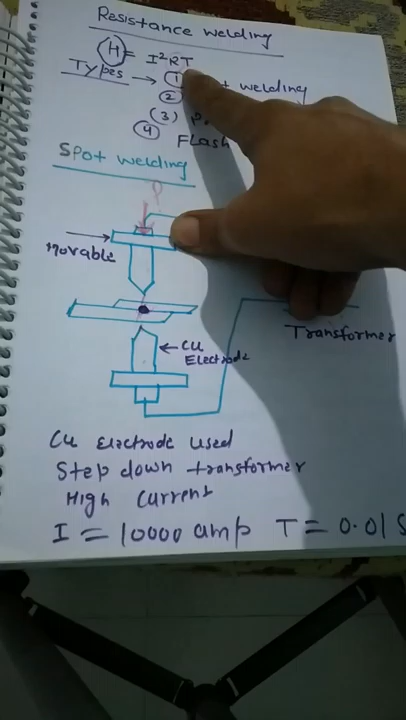 Resistance welding
H = I²RT
Types → ① welding
②
(3) P
④ Flash
Spot welding
P
Movable
Cu
Electrode
Transformer
Cu Electrode used
Step down transformer
High current
I = 10000 amp T = 0.01 S